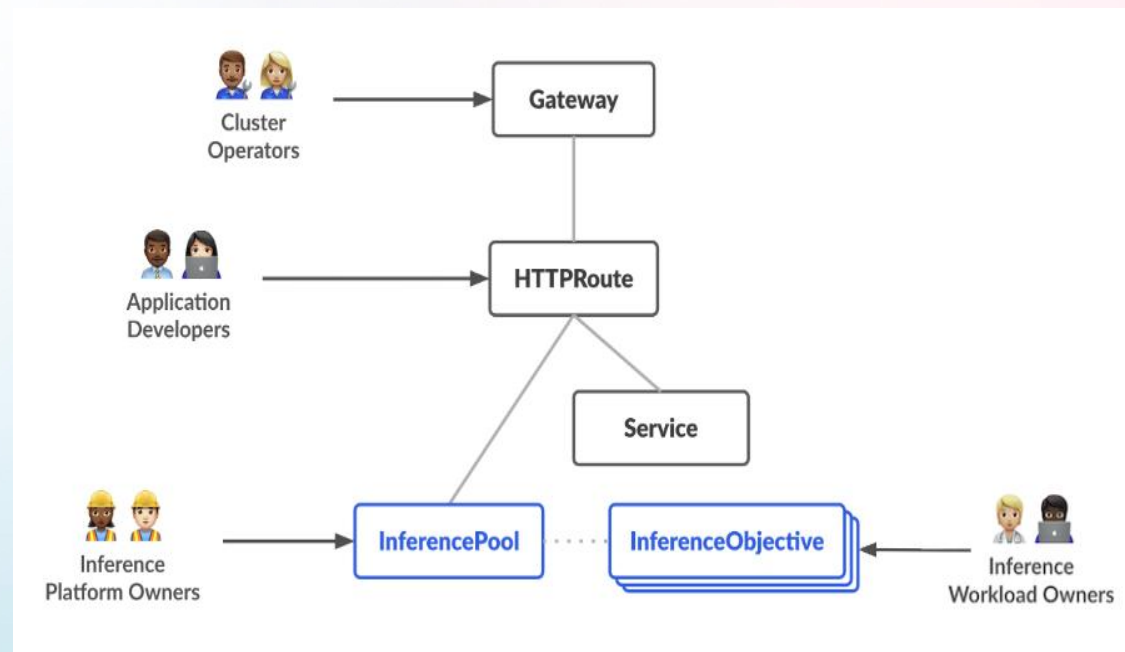 Gateway
Cluster
Operators
HTTPRoute
Application
Developers
Service
InferencePool
InferenceObjective
Inference
Platform Owners
Inference
Workload Owners